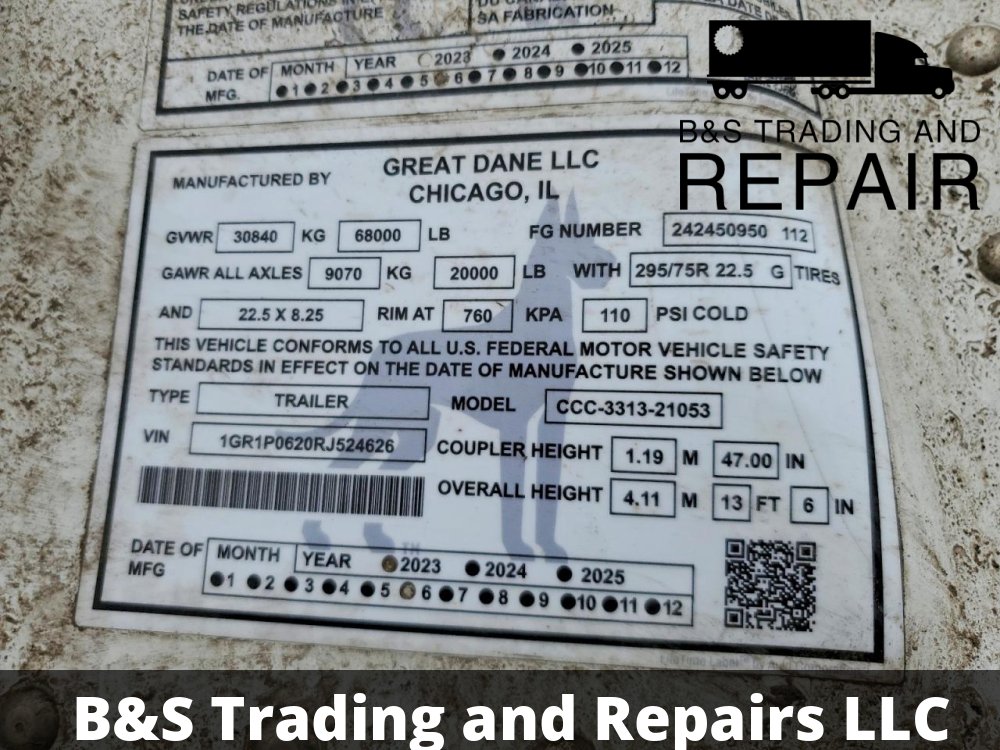 SAFETY REGULATIONS IN
THE DATE OF MANUFACTURE
SA FABRICATION
DATE OF
MFG.
MONTH YEAR 2023 2024 2025
1 2 3 4 5 6 7 8 9 10 11 12
B&S TRADING AND
REPAIR
MANUFACTURED BY GREAT DANE LLC
CHICAGO, IL
GVWR 30840 KG 68000 LB FG NUMBER 242450950 112
GAWR ALL AXLES 9070 KG 20000 LB WITH 295/75R 22.5 G TIRES
AND 22.5 X 8.25 RIM AT 760 KPA 110 PSI COLD
THIS VEHICLE CONFORMS TO ALL U.S. FEDERAL MOTOR VEHICLE SAFETY
STANDARDS IN EFFECT ON THE DATE OF MANUFACTURE SHOWN BELOW
TYPE TRAILER MODEL CCC-3313-21053
VIN 1GR1P0620RJ524626 COUPLER HEIGHT 1.19 M 47.00 IN
OVERALL HEIGHT 4.11 M 13 FT 6 IN
DATE OF
MFG
MONTH YEAR 2023 2024 2025
1 2 3 4 5 6 7 8 9 10 11 12
B&S Trading and Repairs LLC